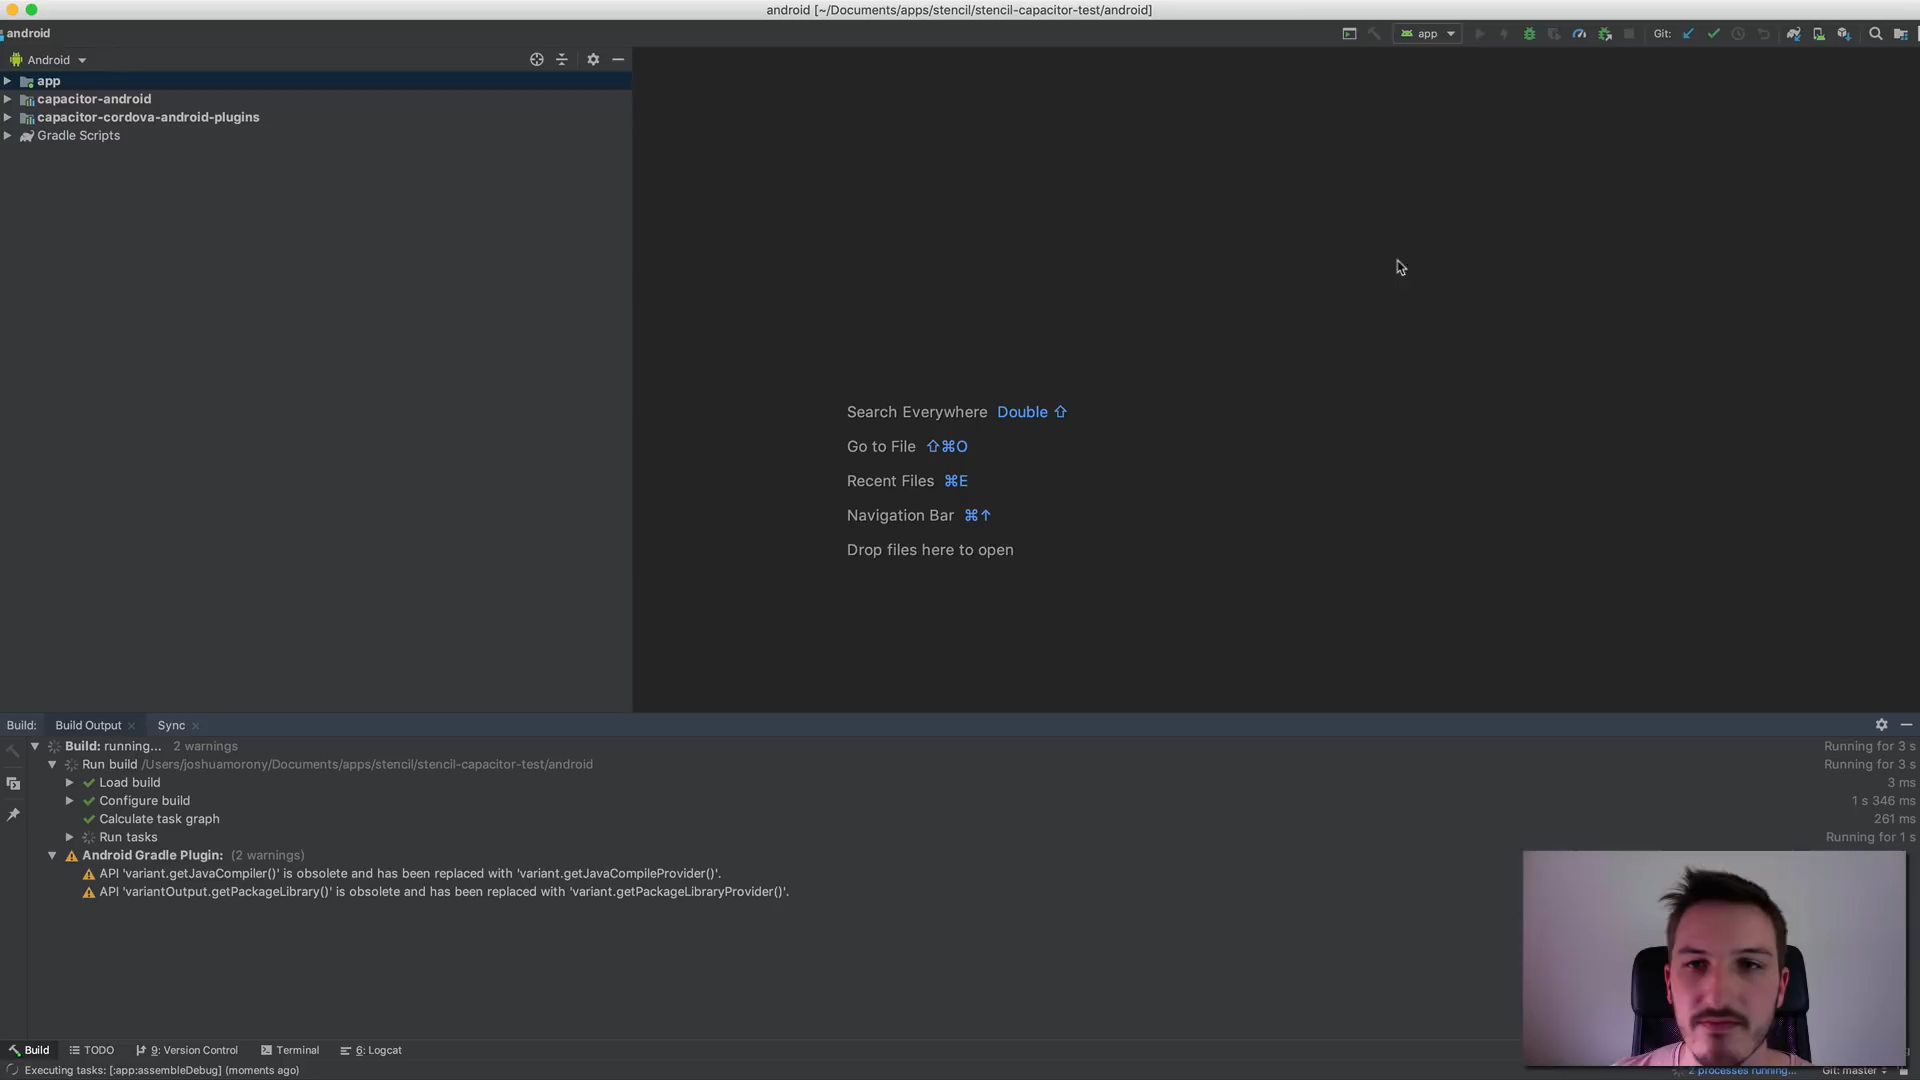 android [~/Documents/apps/stencil/stencil-capacitor-test/android]
android
app
Git:
Android
app
capacitor-android
capacitor-cordova-android-plugins
Gradle Scripts
Search Everywhere Double ⇧
Go to File ⇧⌘O
Recent Files ⌘E
Navigation Bar ⌘↑
Drop files here to open
Build: Build Output Sync
Build: running... 2 warnings Running for 3 s
Run build /Users/joshuamorony/Documents/apps/stencil/stencil-capacitor-test/android Running for 3 s
Load build 3 ms
Configure build 1 s 346 ms
Calculate task graph 261 ms
Run tasks Running for 1 s
Android Gradle Plugin: (2 warnings)
API 'variant.getJavaCompiler()' is obsolete and has been replaced with 'variant.getJavaCompileProvider()'.
API 'variantOutput.getPackageLibrary()' is obsolete and has been replaced with 'variant.getPackageLibraryProvider()'.
Build TODO 9: Version Control Terminal 6: Logcat
Executing tasks: [:app:assembleDebug] (moments ago) 2 processes running... Git: master